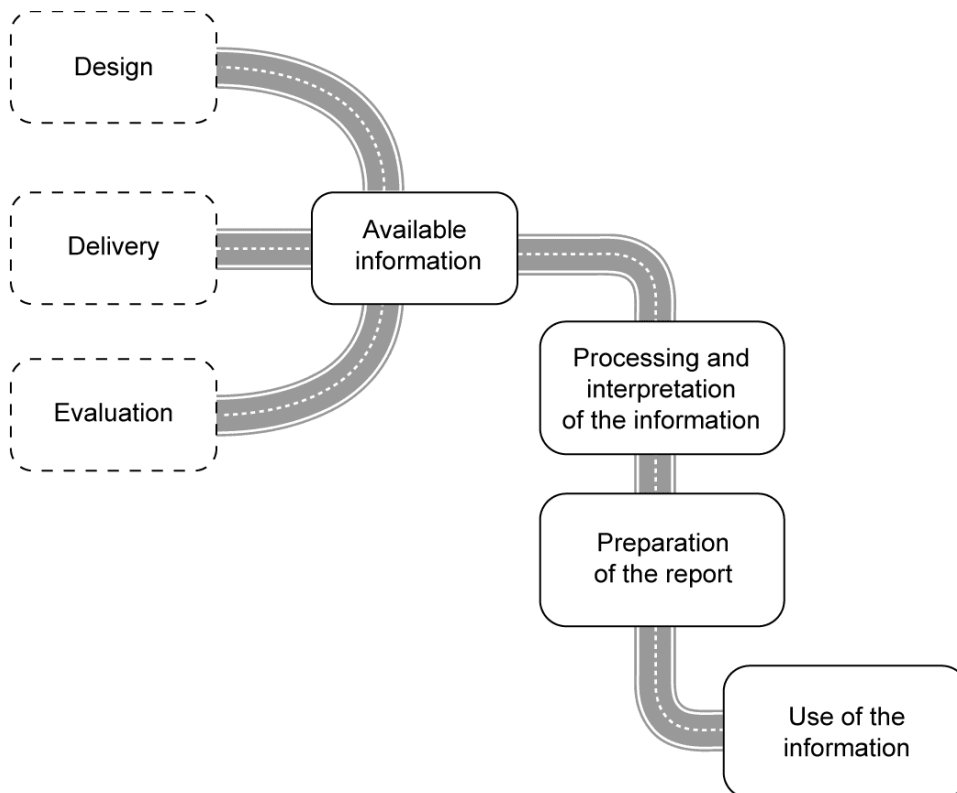 Design
Delivery
Evaluation
Available
information
Processing and
interpretation
of the information
Preparation
of the report
Use of the
information